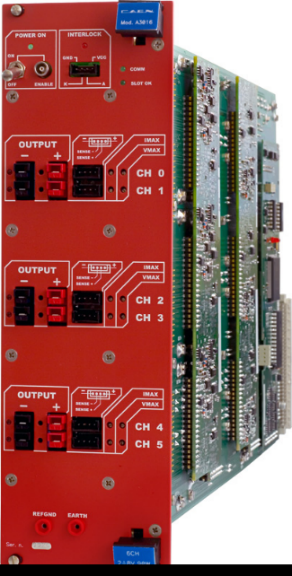 CAEN
Mod. A3016
POWER ON
INTERLOCK
ON
OFF
ENABLE
GND
VCC
COMM
SLOT ON
OUTPUT
- +
- +
SENSE +
SENSE -
IMAX
VMAX
CH 0
CH 1
OUTPUT
- +
- +
SENSE +
SENSE -
IMAX
VMAX
CH 2
CH 3
OUTPUT
- +
- +
SENSE +
SENSE -
IMAX
VMAX
CH 4
CH 5
REFGND
EARTH
Ser. n.
6CH